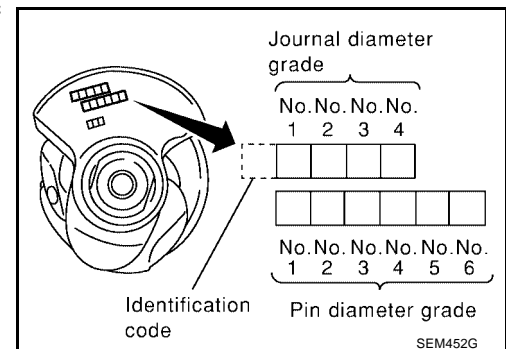 Journal diameter
grade
No. No. No. No.
1 2 3 4
No. No. No. No. No. No.
1 2 3 4 5 6
Identification
code
Pin diameter grade
SEM452G